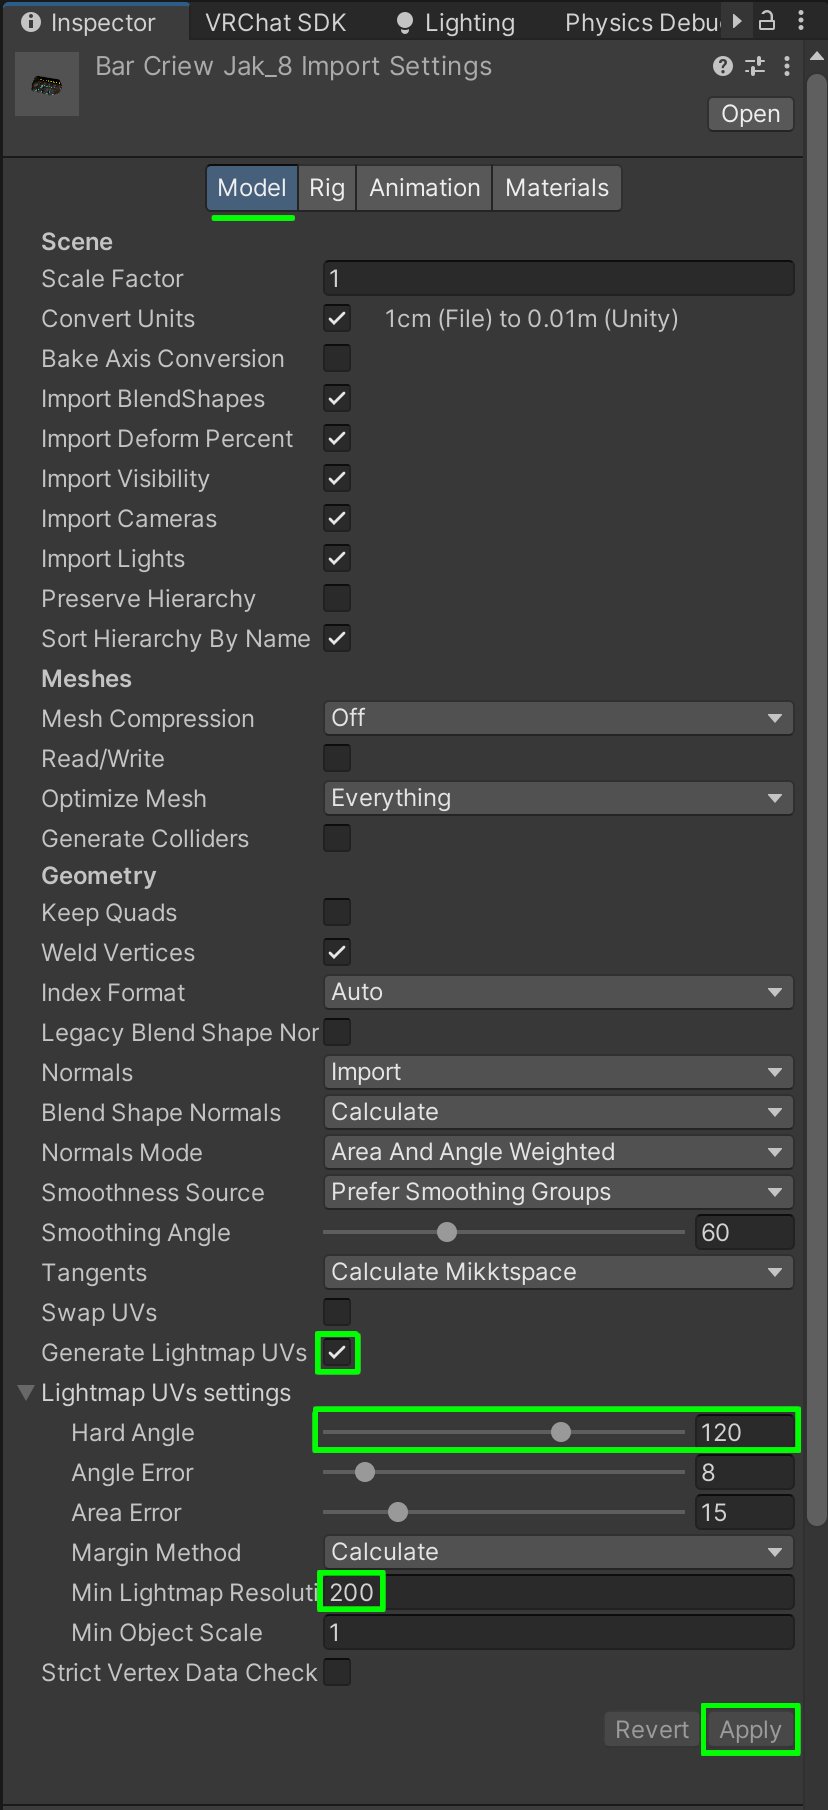 Inspector VRChat SDK Lighting Physics Debu
Bar Criew Jak_8 Import Settings
Open
Model Rig Animation Materials
Scene
Scale Factor 1
Convert Units 1cm (File) to 0.01m (Unity)
Bake Axis Conversion
Import BlendShapes
Import Deform Percent
Import Visibility
Import Cameras
Import Lights
Preserve Hierarchy
Sort Hierarchy By Name
Meshes
Mesh Compression Off
Read/Write
Optimize Mesh Everything
Generate Colliders
Geometry
Keep Quads
Weld Vertices
Index Format Auto
Legacy Blend Shape Nor
Normals Import
Blend Shape Normals Calculate
Normals Mode Area And Angle Weighted
Smoothness Source Prefer Smoothing Groups
Smoothing Angle 60
Tangents Calculate Mikktspace
Swap UVs
Generate Lightmap UVs
Lightmap UVs settings
Hard Angle 120
Angle Error 8
Area Error 15
Margin Method Calculate
Min Lightmap Resoluti 200
Min Object Scale 1
Strict Vertex Data Check
Revert Apply